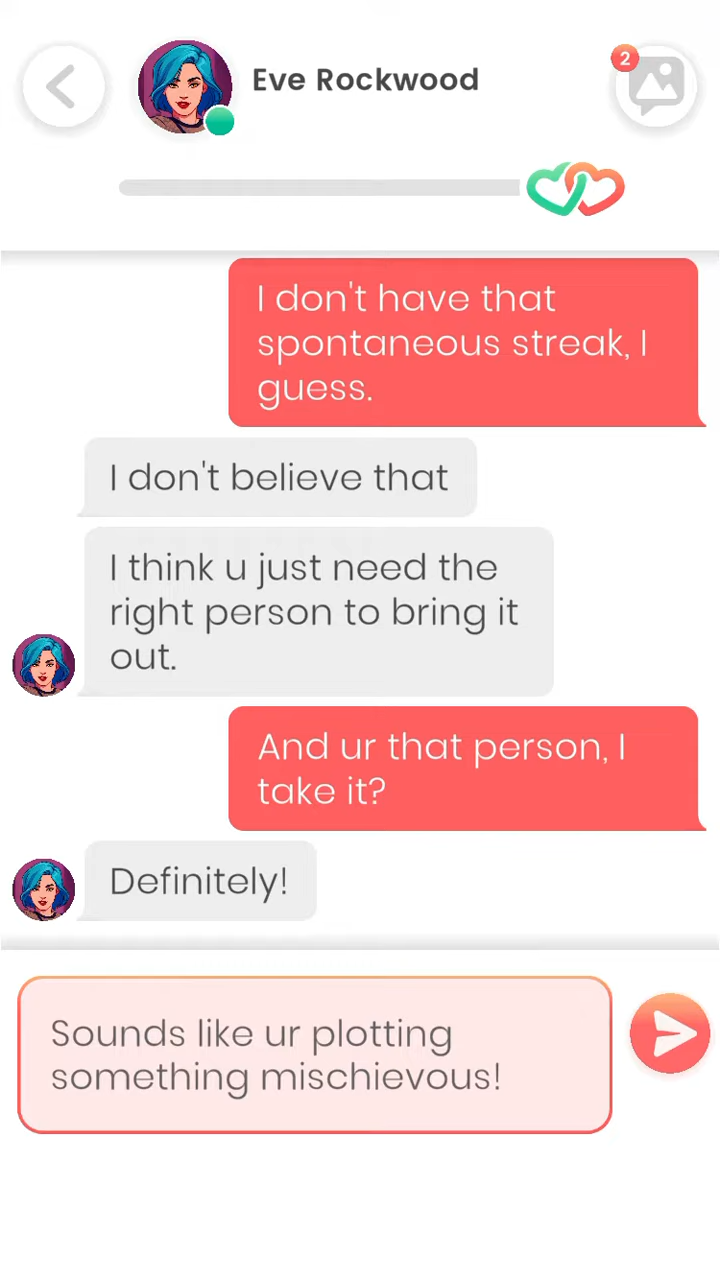 Eve Rockwood
2
I don't have that
spontaneous streak, I
guess.
I don't believe that
I think u just need the
right person to bring it
out.
And ur that person, I
take it?
Definitely!
Sounds like ur plotting
something mischievous!